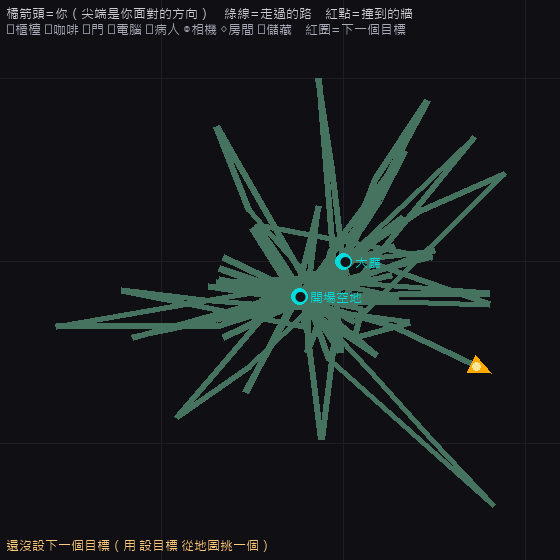 橘箭頭=你（尖端是你面對的方向） 綠線=走過的路 紅點=撞到的牆
櫃檯 咖啡 門 電腦 病人 相機 ◇房間 儲藏 紅圈=下一個目標
大廳
開場空地
還沒設下一個目標（用 設目標 從地圖挑一個）